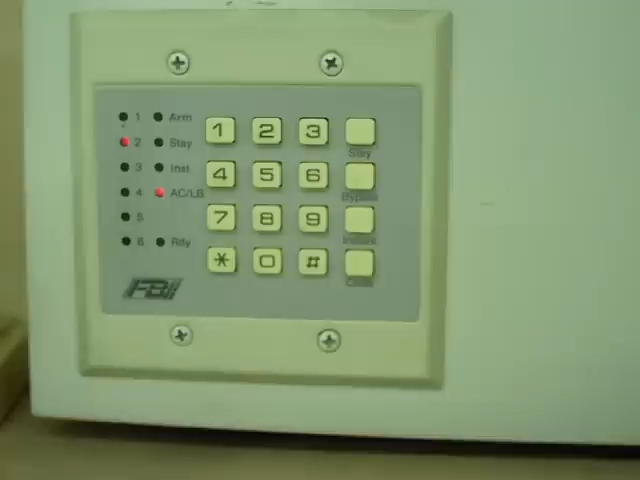 1 Arm
2 Stay
3 Inst
4 AC/LB
5
6 Rdy
1 2 3
Stay
4 5 6
Bypass
7 8 9
Instant
* 0 #
Code
FBII